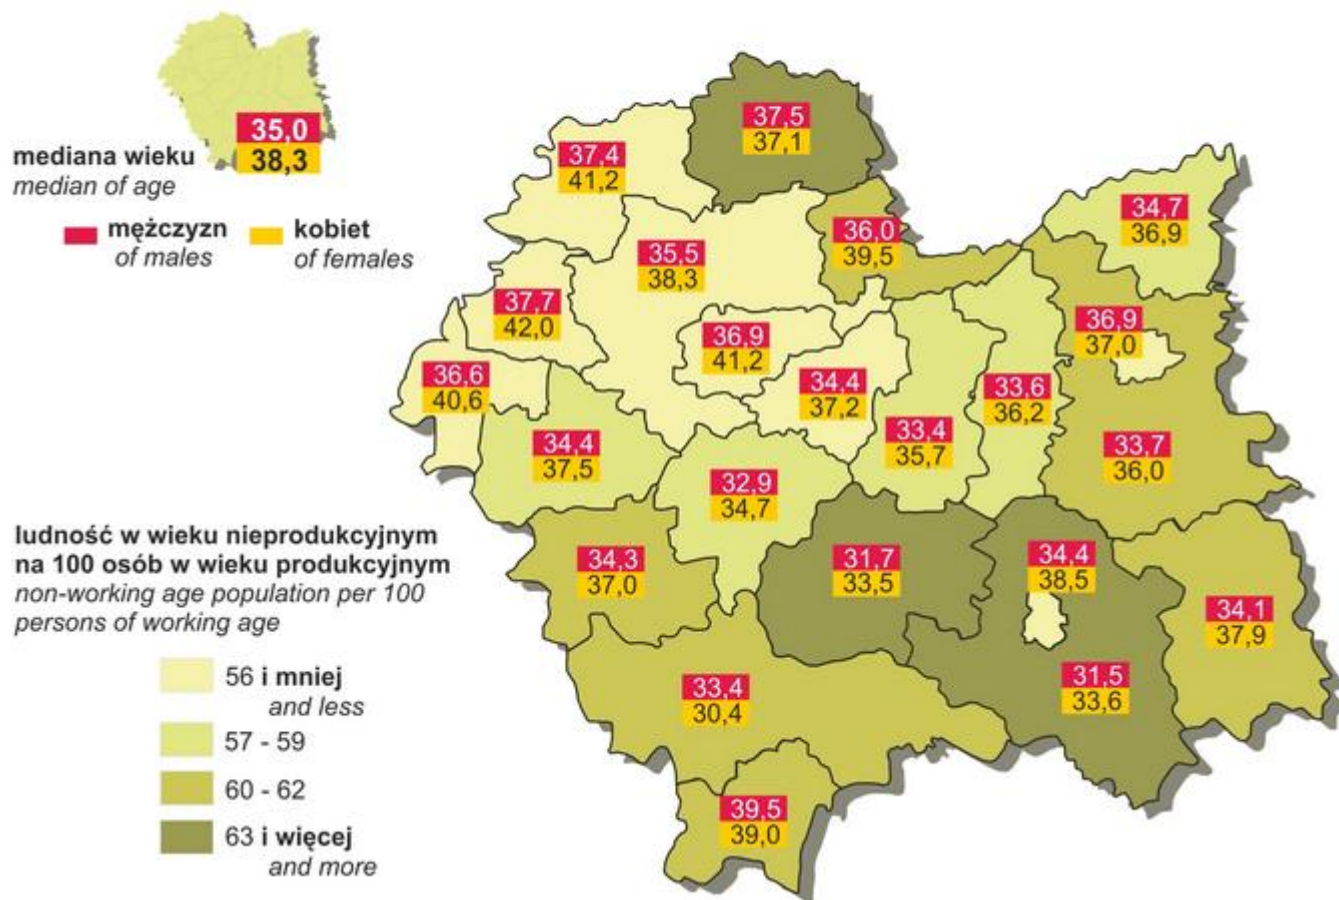 35,0
38,3
mediana wieku
median of age
mężczyzn
of males
kobiet
of females
37,5
37,1
37,4
41,2
34,7
36,9
36,0
39,5
35,5
38,3
37,7
42,0
36,9
37,0
36,9
41,2
36,6
40,6
34,4
37,2
33,6
36,2
33,4
35,7
34,4
37,5
33,7
36,0
32,9
34,7
34,3
37,0
31,7
33,5
34,4
38,5
34,1
37,9
31,5
33,6
33,4
30,4
39,5
39,0
ludność w wieku nieprodukcyjnym
na 100 osób w wieku produkcyjnym
non-working age population per 100
persons of working age
56 i mniej
and less
57 - 59
60 - 62
63 i więcej
and more